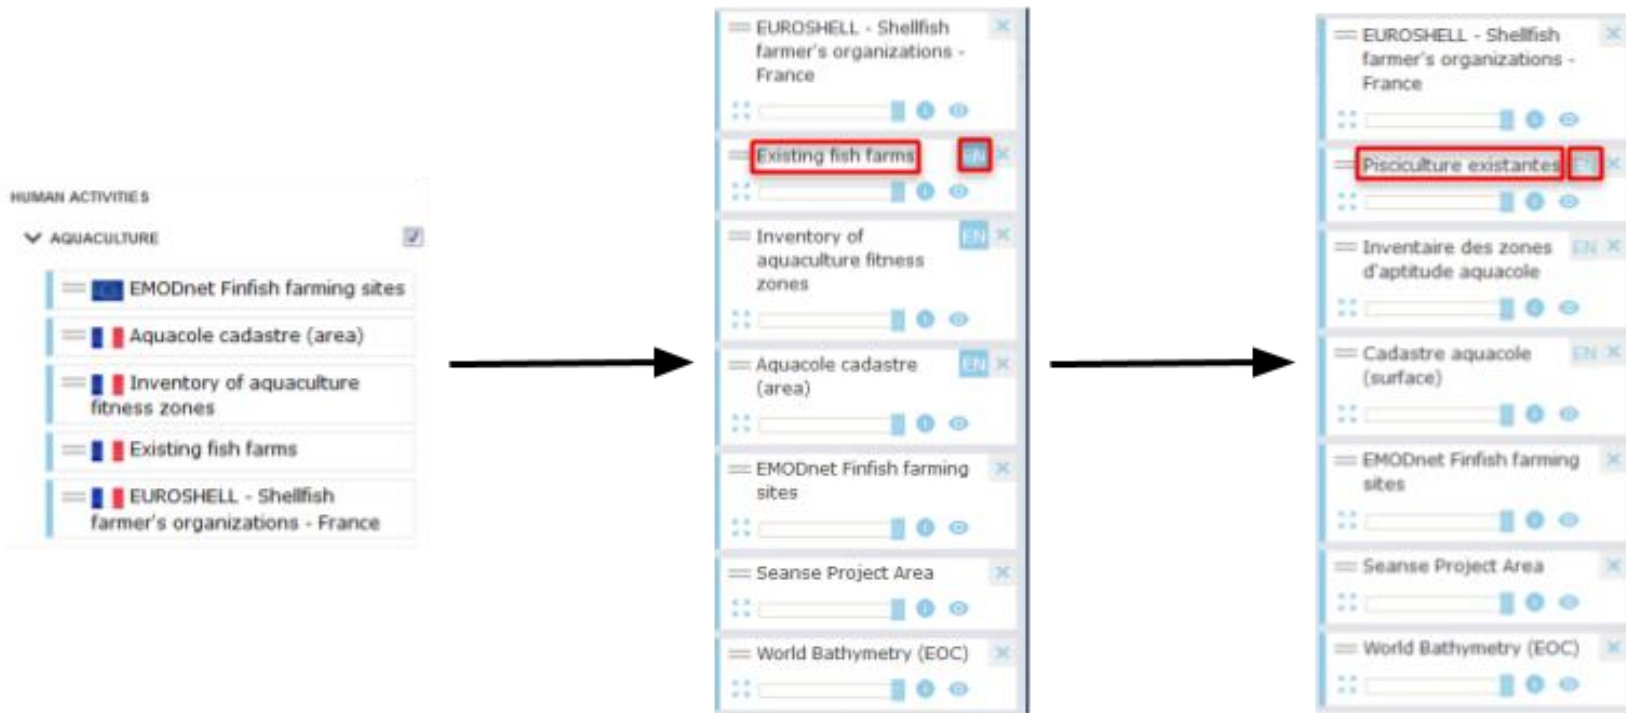 HUMAN ACTIVITIES
AQUACULTURE
EMODnet Finfish farming sites
Aquacole cadastre (area)
Inventory of aquaculture
fitness zones
Existing fish farms
EUROSHELL - Shellfish
farmer's organizations - France
EUROSHELL - Shellfish
farmer's organizations -
France
Existing fish farms EN
Inventory of EN
aquaculture fitness
zones
Aquacole cadastre EN
(area)
EMODnet Finfish farming
sites
Seanse Project Area
World Bathymetry (EOC)
EUROSHELL - Shellfish
farmer's organizations -
France
Pisciculture existantes EN
Inventaire des zones EN
d'aptitude aquacole
Cadastre aquacole EN
(surface)
EMODnet Finfish farming
sites
Seanse Project Area
World Bathymetry (EOC)